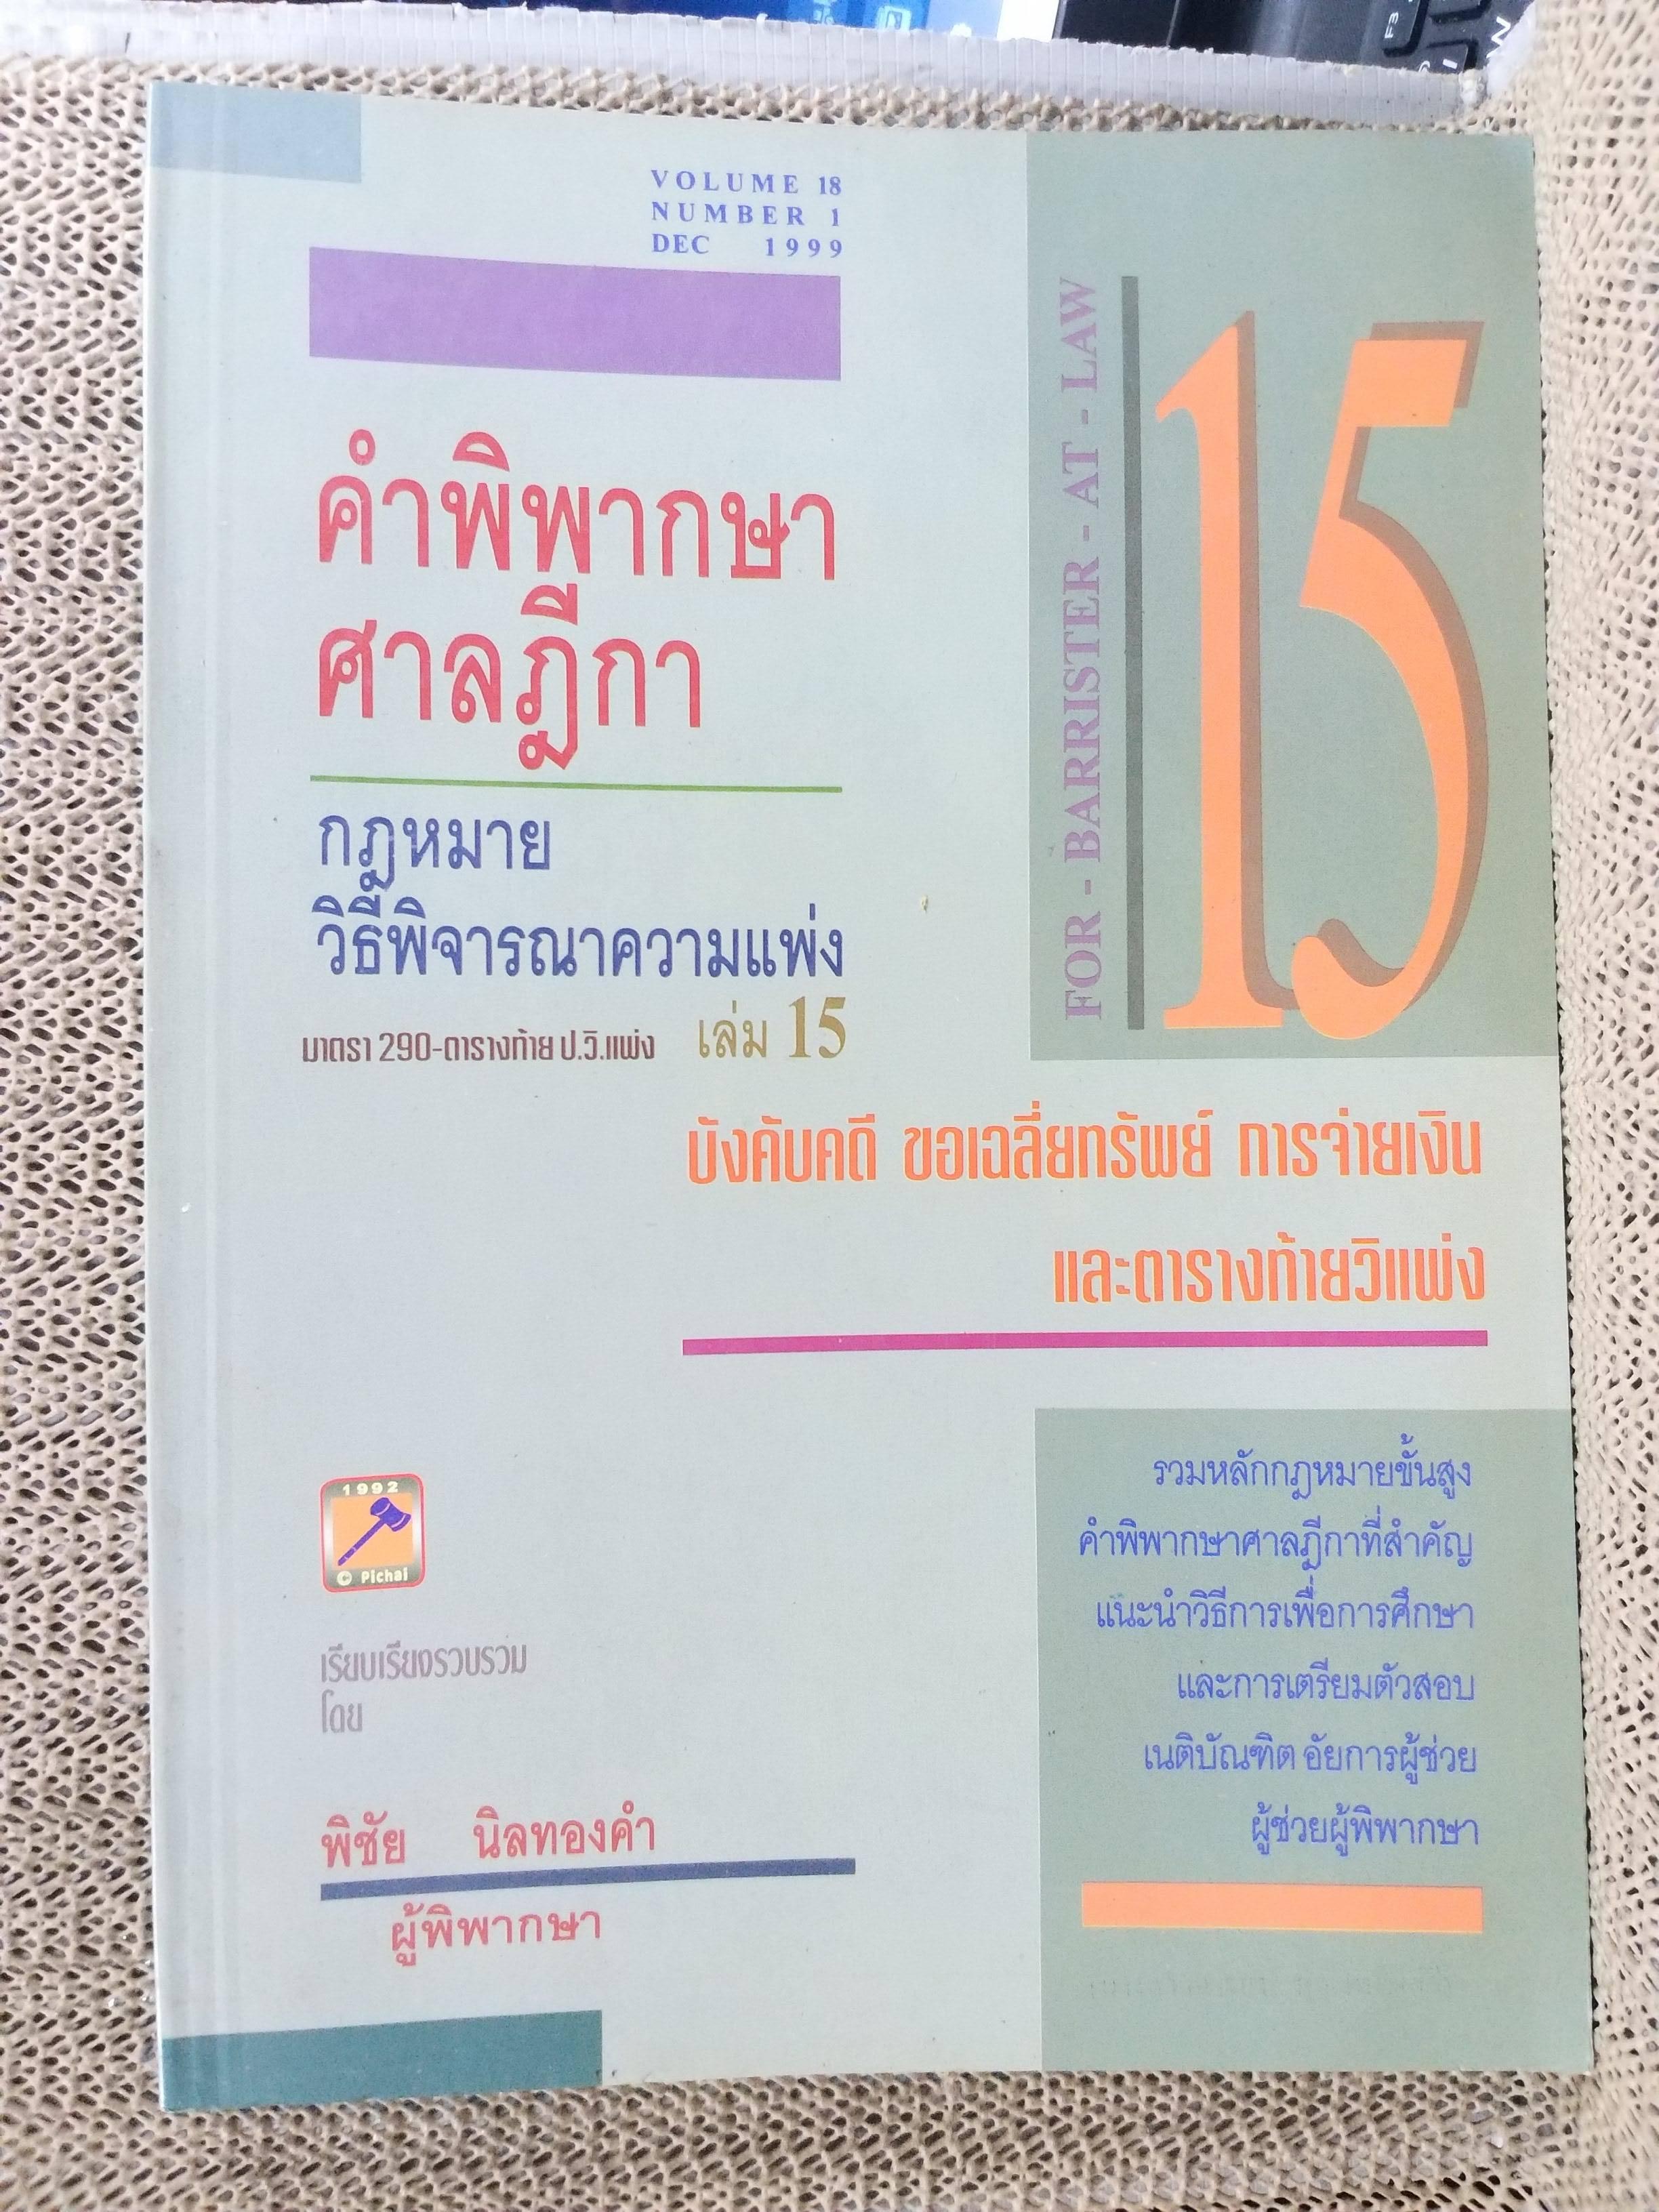 VOLUME 18
NUMBER 1
DEC 1999
FOR - BARRISTER - AT - LAW
15
คำพิพากษา
ศาลฎีกา
กฎหมาย
วิธีพิจารณาความแพ่ง
มาตรา 290-ตารางท้าย ป.วิ.แพ่ง เล่ม 15
บังคับคดี ขอเฉลี่ยทรัพย์ การจ่ายเงิน
และตารางท้ายวิแพ่ง
รวมหลักกฎหมายขั้นสูง
คำพิพากษาศาลฎีกาที่สำคัญ
แนะนำวิธีการเพื่อการศึกษา
และการเตรียมตัวสอบ
เนติบัณฑิต อัยการผู้ช่วย
ผู้ช่วยผู้พิพากษา
1992
© Pichai
เรียบเรียงรวบรวม
โดย
พิชัย นิลทองคำ
ผู้พิพากษา
F3
W